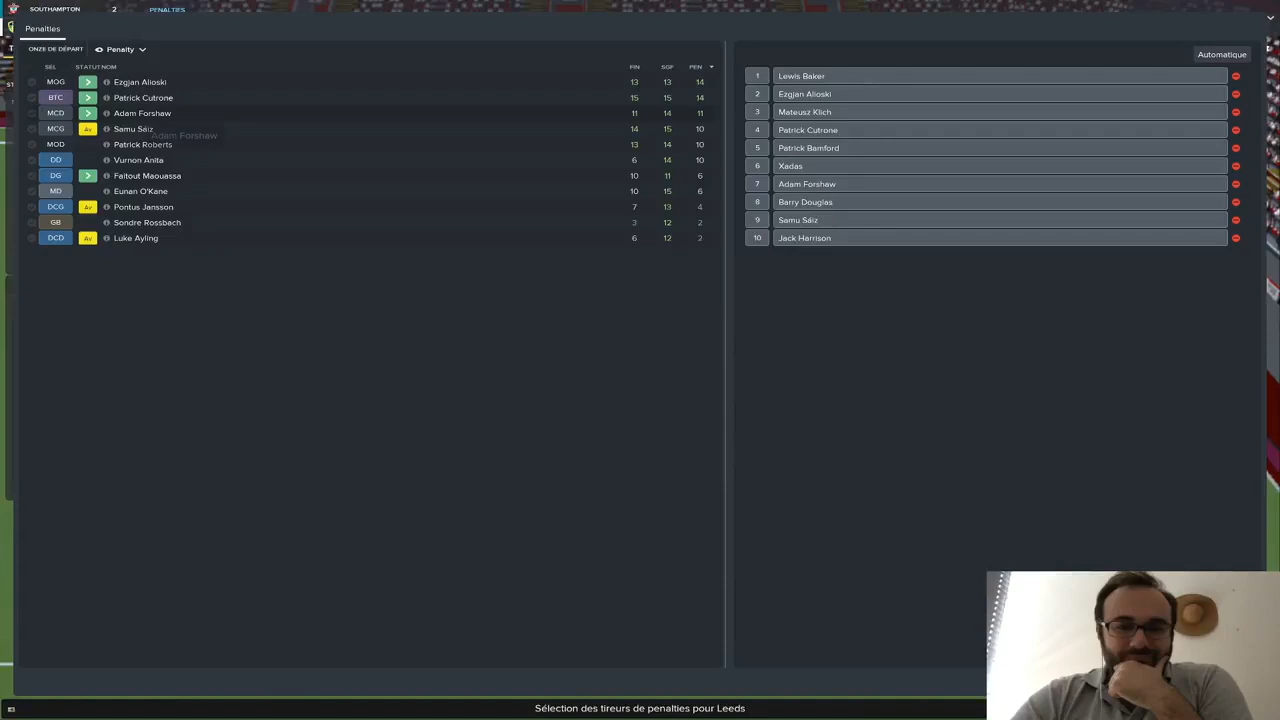 SOUTHAMPTON 2 PENALTIES
Penalties
ONZE DE DÉPART Penalty
SÉL STATUT NOM FIN SGF PEN
MOG Ezgjan Alioski 13 13 14
BTC Patrick Cutrone 15 15 14
MCD Adam Forshaw 11 14 11
MCG Av Samu Sáiz 14 15 10
Adam Forshaw
MOD Patrick Roberts 13 14 10
DD Vurnon Anita 6 14 10
DG Faitout Maouassa 10 11 6
MD Eunan O'Kane 10 15 6
DCG Av Pontus Jansson 7 13 4
GB Sondre Rossbach 3 12 2
DCD Av Luke Ayling 6 12 2
Automatique
1 Lewis Baker
2 Ezgjan Alioski
3 Mateusz Klich
4 Patrick Cutrone
5 Patrick Bamford
6 Xadas
7 Adam Forshaw
8 Barry Douglas
9 Samu Sáiz
10 Jack Harrison
Sélection des tireurs de penalties pour Leeds